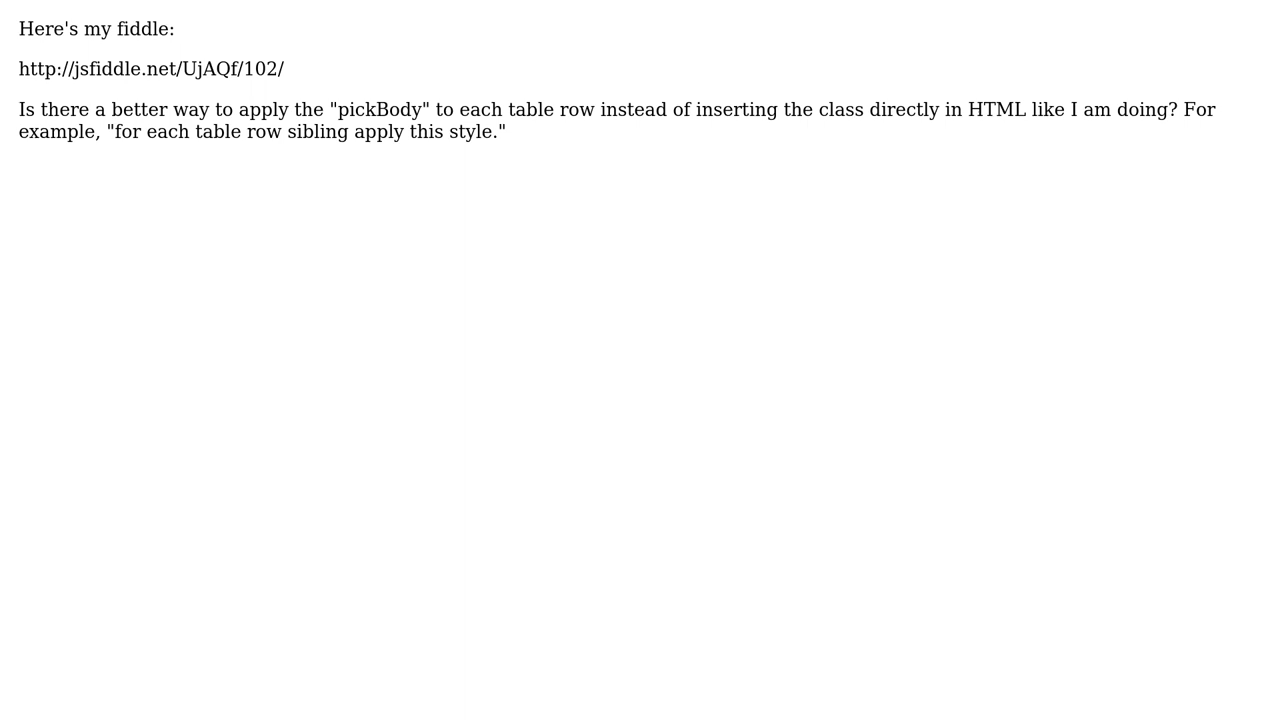 Here's my fiddle:
http://jsfiddle.net/UjAQf/102/
Is there a better way to apply the "pickBody" to each table row instead of inserting the class directly in HTML like I am doing? For
example, "for each table row sibling apply this style."